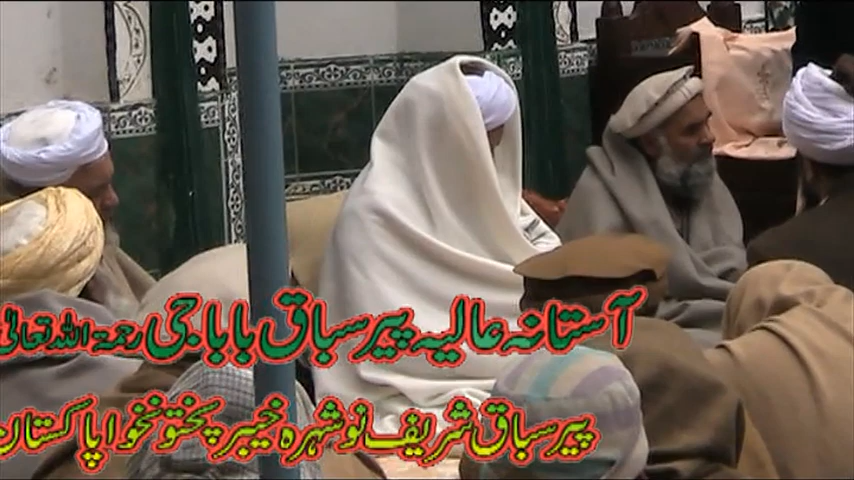 آستانہ عالیہ پیر سباق بابا جی رحمۃ اللہ تعالیٰ
پیر سباق شریف نوشہرہ خیبر پختونخوا پاکستان